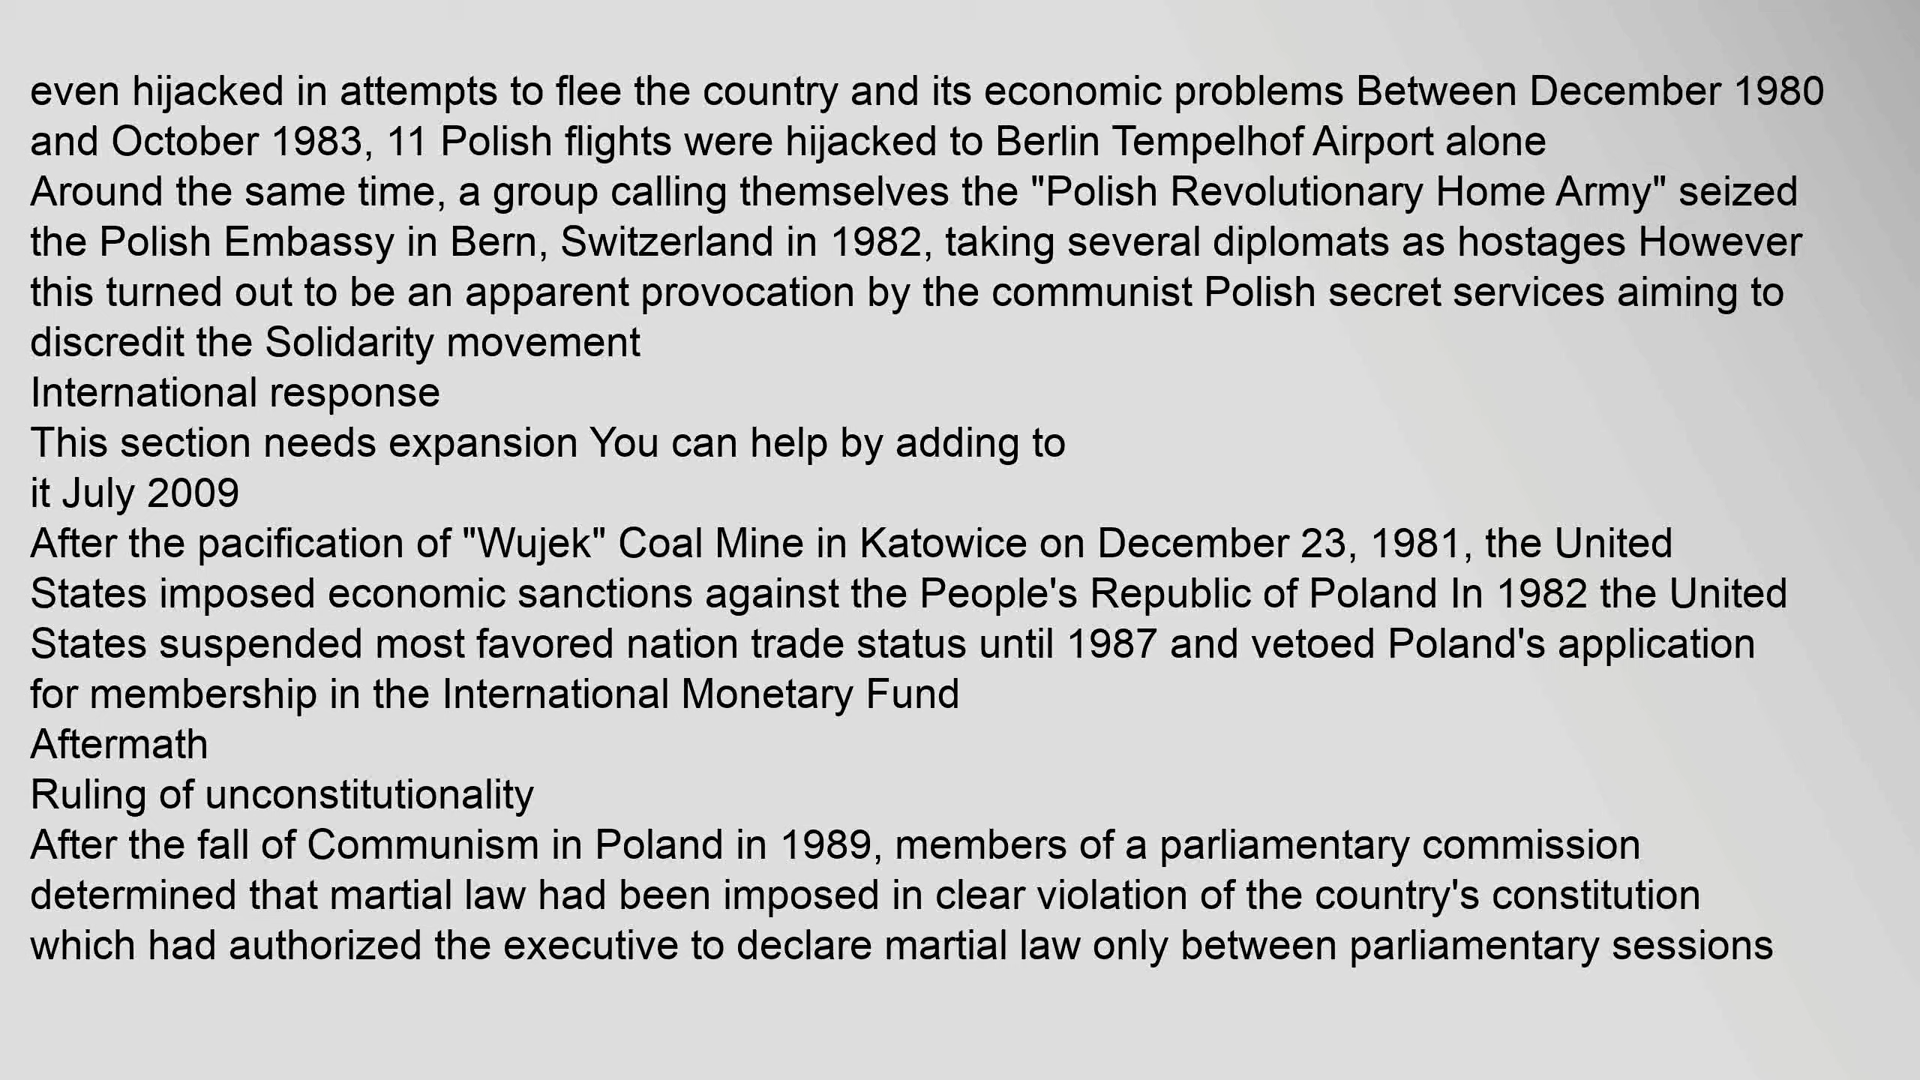 even hijacked in attempts to flee the country and its economic problems Between December 1980
and October 1983, 11 Polish flights were hijacked to Berlin Tempelhof Airport alone
Around the same time, a group calling themselves the "Polish Revolutionary Home Army" seized
the Polish Embassy in Bern, Switzerland in 1982, taking several diplomats as hostages However
this turned out to be an apparent provocation by the communist Polish secret services aiming to
discredit the Solidarity movement
International response
This section needs expansion You can help by adding to
it July 2009
After the pacification of "Wujek" Coal Mine in Katowice on December 23, 1981, the United
States imposed economic sanctions against the People's Republic of Poland In 1982 the United
States suspended most favored nation trade status until 1987 and vetoed Poland's application
for membership in the International Monetary Fund
Aftermath
Ruling of unconstitutionality
After the fall of Communism in Poland in 1989, members of a parliamentary commission
determined that martial law had been imposed in clear violation of the country's constitution
which had authorized the executive to declare martial law only between parliamentary sessions